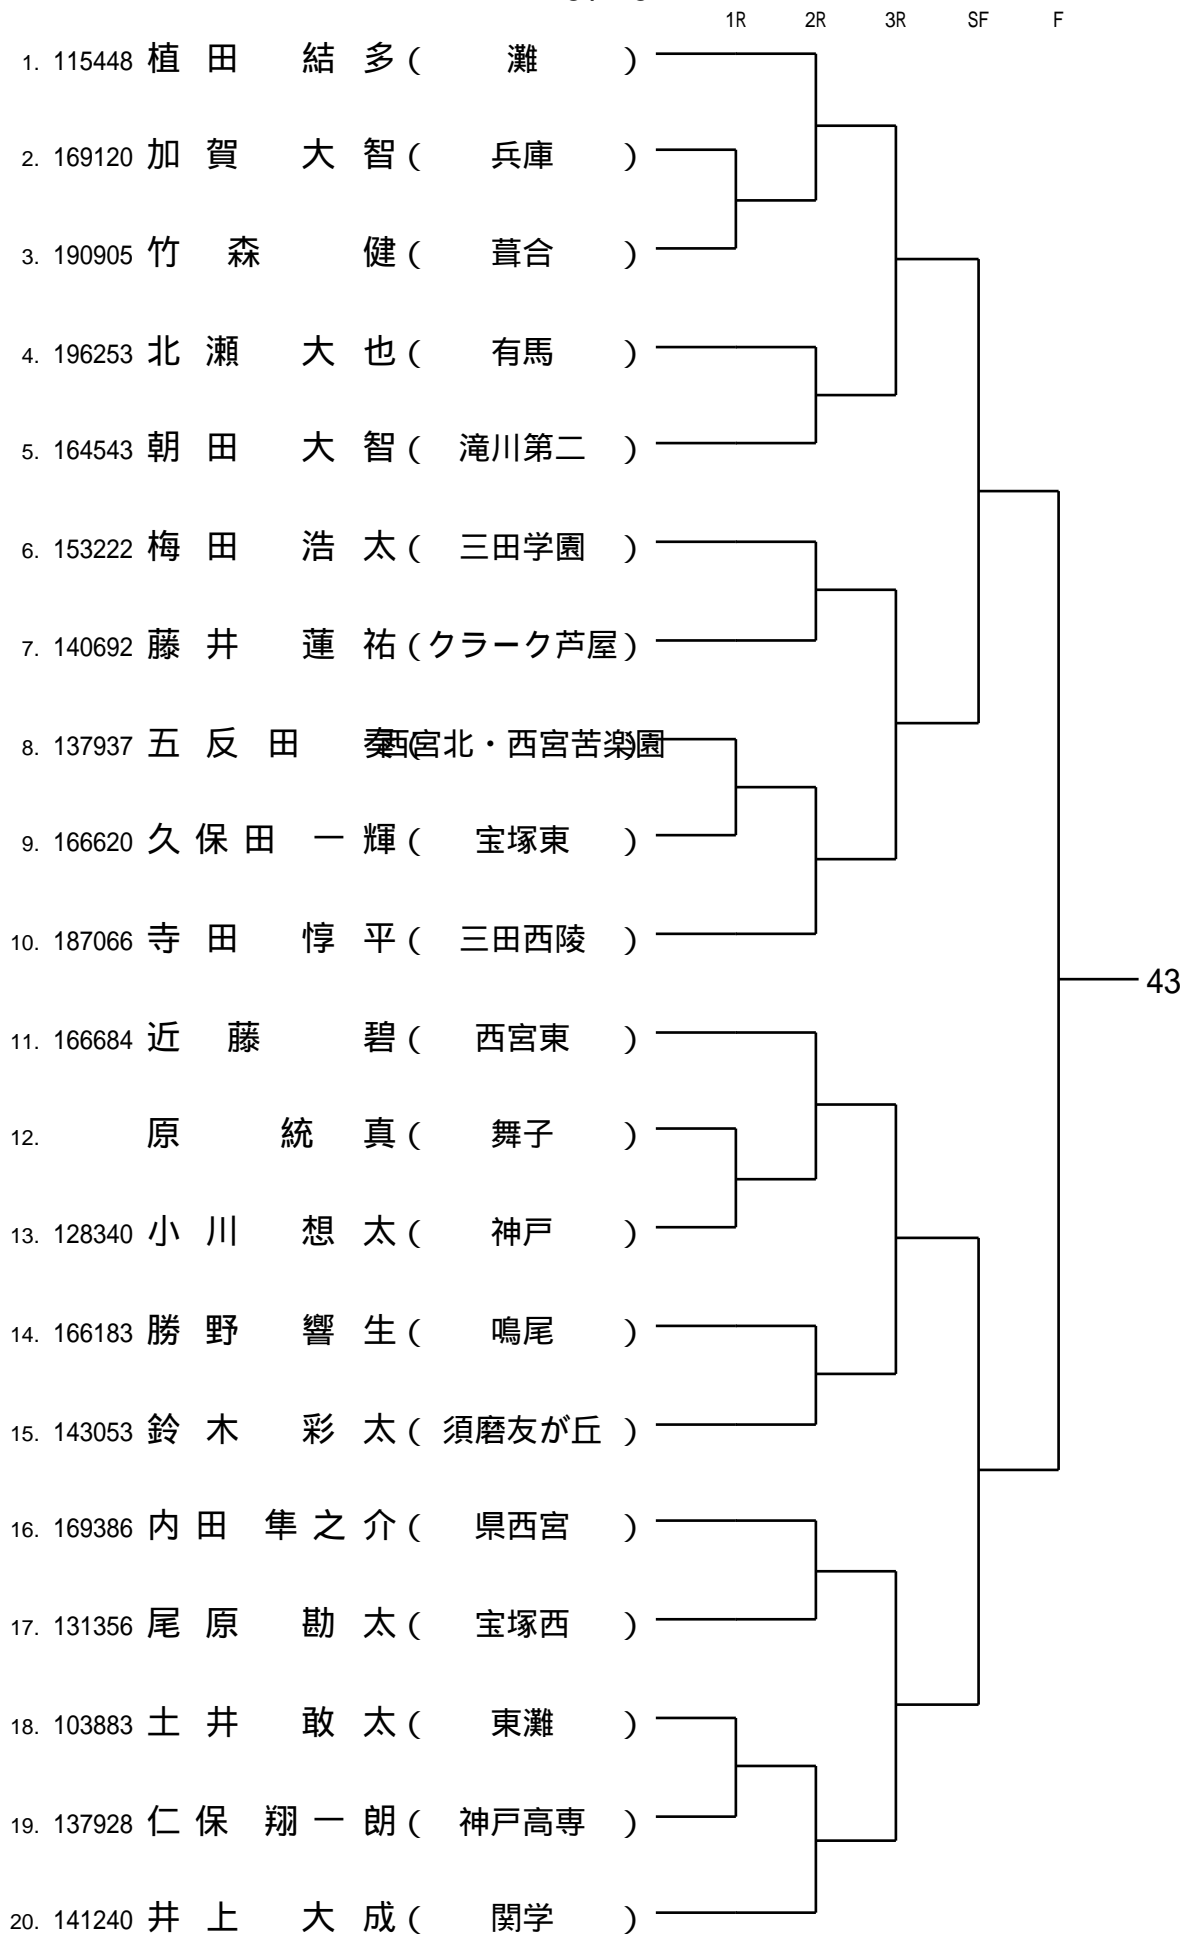 1R 2R 3R SF F
1. 115448 植田 結多 ( 灘 )
2. 169120 加賀 大智 ( 兵庫 )
3. 190905 竹森 健 ( 葺合 )
4. 196253 北瀬 大也 ( 有馬 )
5. 164543 朝田 大智 ( 滝川第二 )
6. 153222 梅田 浩太 ( 三田学園 )
7. 140692 藤井 蓮祐 ( クラーク芦屋 )
8. 137937 五反田 ( 西宮北・西宮苦楽園 )
9. 166620 久保田 一輝 ( 宝塚東 )
10. 187066 寺田 惇平 ( 三田西陵 )
43
11. 166684 近藤 碧 ( 西宮東 )
12. 原 統真 ( 舞子 )
13. 128340 小川 想太 ( 神戸 )
14. 166183 勝野 響生 ( 鳴尾 )
15. 143053 鈴木 彩太 ( 須磨友が丘 )
16. 169386 内田 隼之介 ( 県西宮 )
17. 131356 尾原 勘太 ( 宝塚西 )
18. 103883 土井 敢太 ( 東灘 )
19. 137928 仁保 翔一朗 ( 神戸高専 )
20. 141240 井上 大成 ( 関学 )